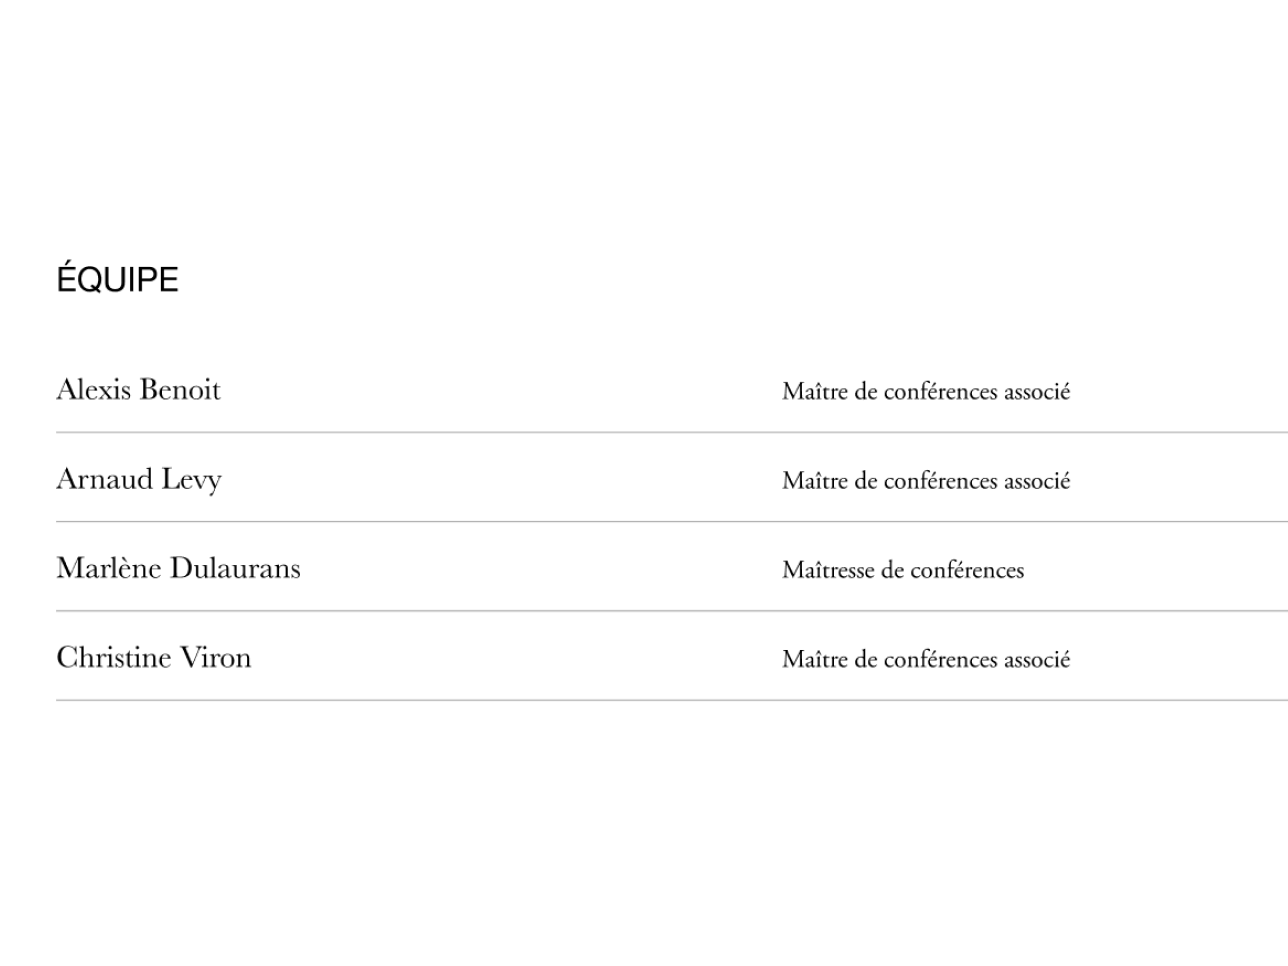 ÉQUIPE
Alexis Benoit Maître de conférences associé
Arnaud Levy Maître de conférences associé
Marlène Dulaurans Maîtresse de conférences
Christine Viron Maître de conférences associé